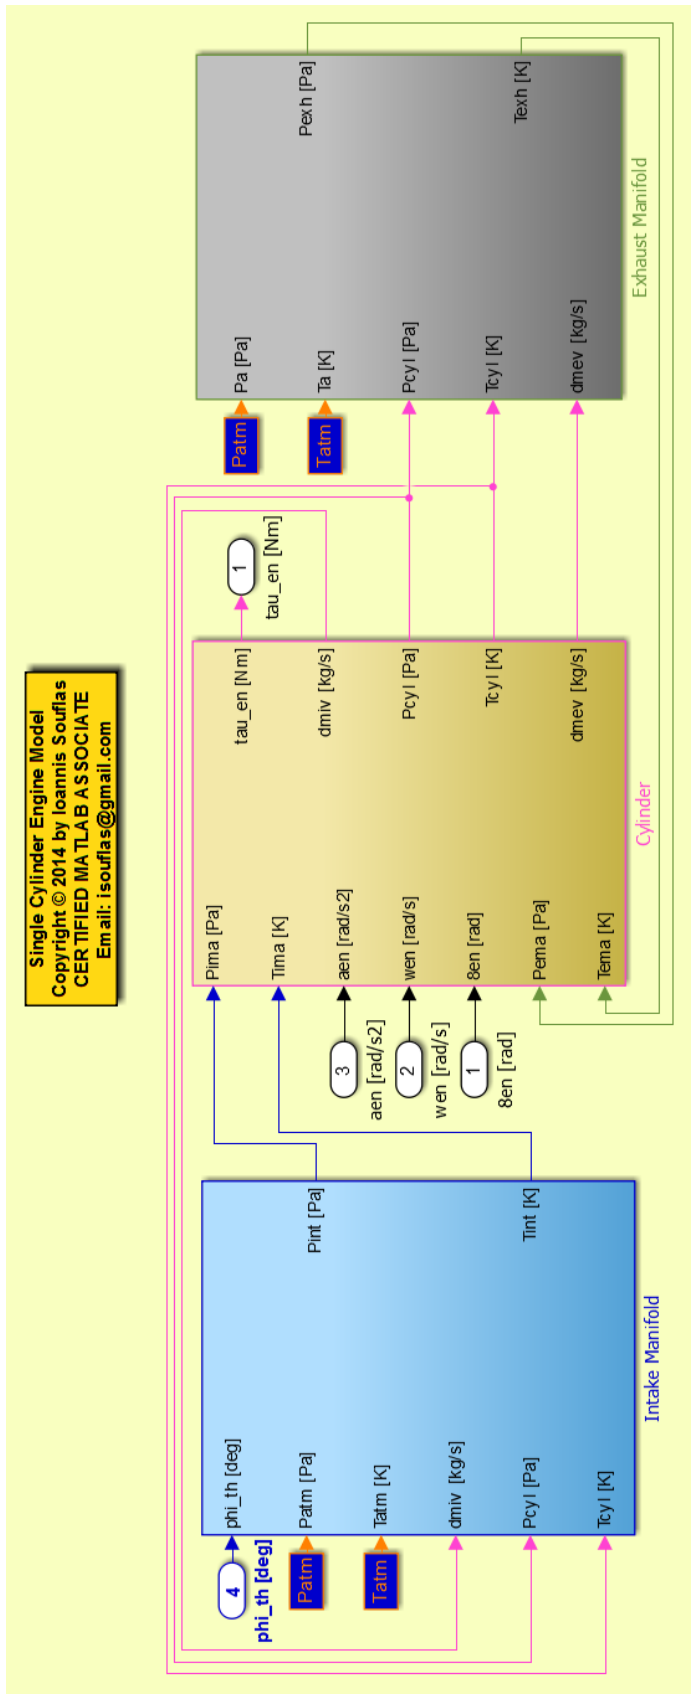 Single Cylinder Engine Model
Copyright © 2014 by Ioannis Souflas
CERTIFIED MATLAB ASSOCIATE
Email: isouflas@gmail.com
4
phi_th [deg]
Patm
Tatm
phi_th [deg]
Patm [Pa]
Tatm [K]
dmiv [kg/s]
Pcyl [Pa]
Tcyl [K]
Pint [Pa]
Tint [K]
Intake Manifold
3
aen [rad/s2]
2
wen [rad/s]
1
8en [rad]
Pima [Pa]
Tima [K]
aen [rad/s2]
wen [rad/s]
8en [rad]
Pema [Pa]
Tema [K]
tau_en [Nm]
dmiv [kg/s]
Pcyl [Pa]
Tcyl [K]
dmev [kg/s]
Cylinder
1
tau_en [Nm]
Patm
Tatm
Pa [Pa]
Ta [K]
Pcyl [Pa]
Tcyl [K]
dmev [kg/s]
Pexh [Pa]
Texh [K]
Exhaust Manifold